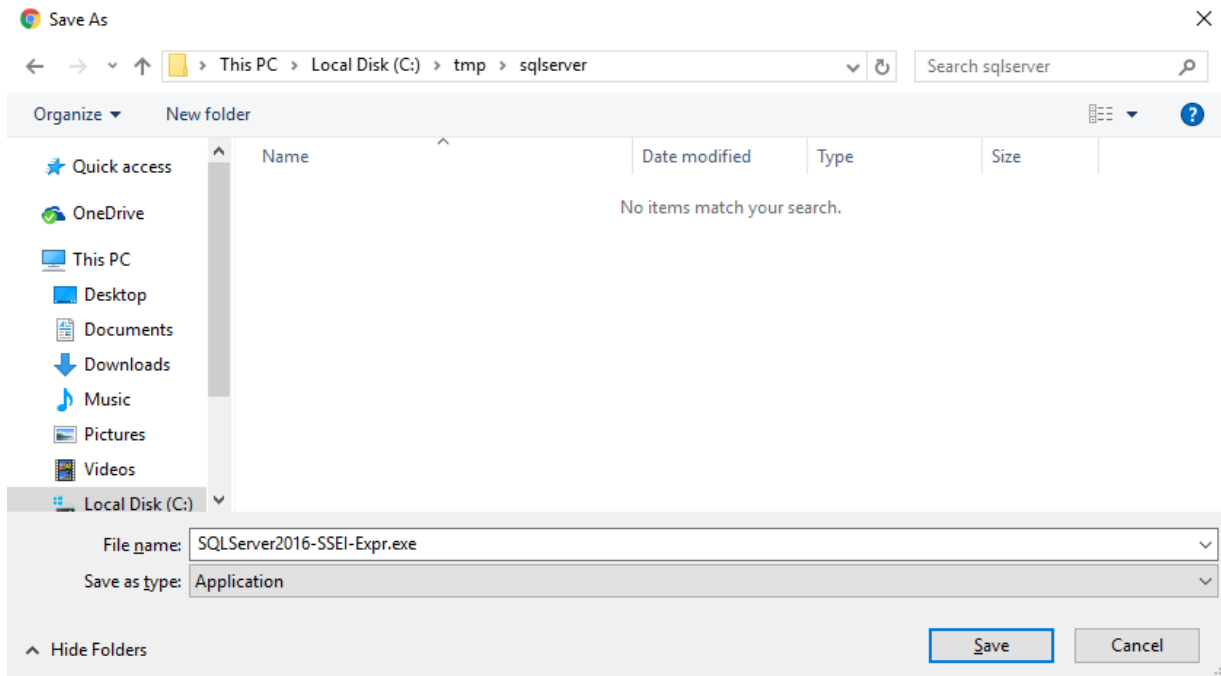 Save As
This PC > Local Disk (C:) > tmp > sqlserver
Search sqlserver
Organize
New folder
?
Name
Date modified
Type
Size
No items match your search.
Quick access
OneDrive
This PC
Desktop
Documents
Downloads
Music
Pictures
Videos
Local Disk (C:)
File name: SQLServer2016-SSEI-Expr.exe
Save as type: Application
Hide Folders
Save
Cancel